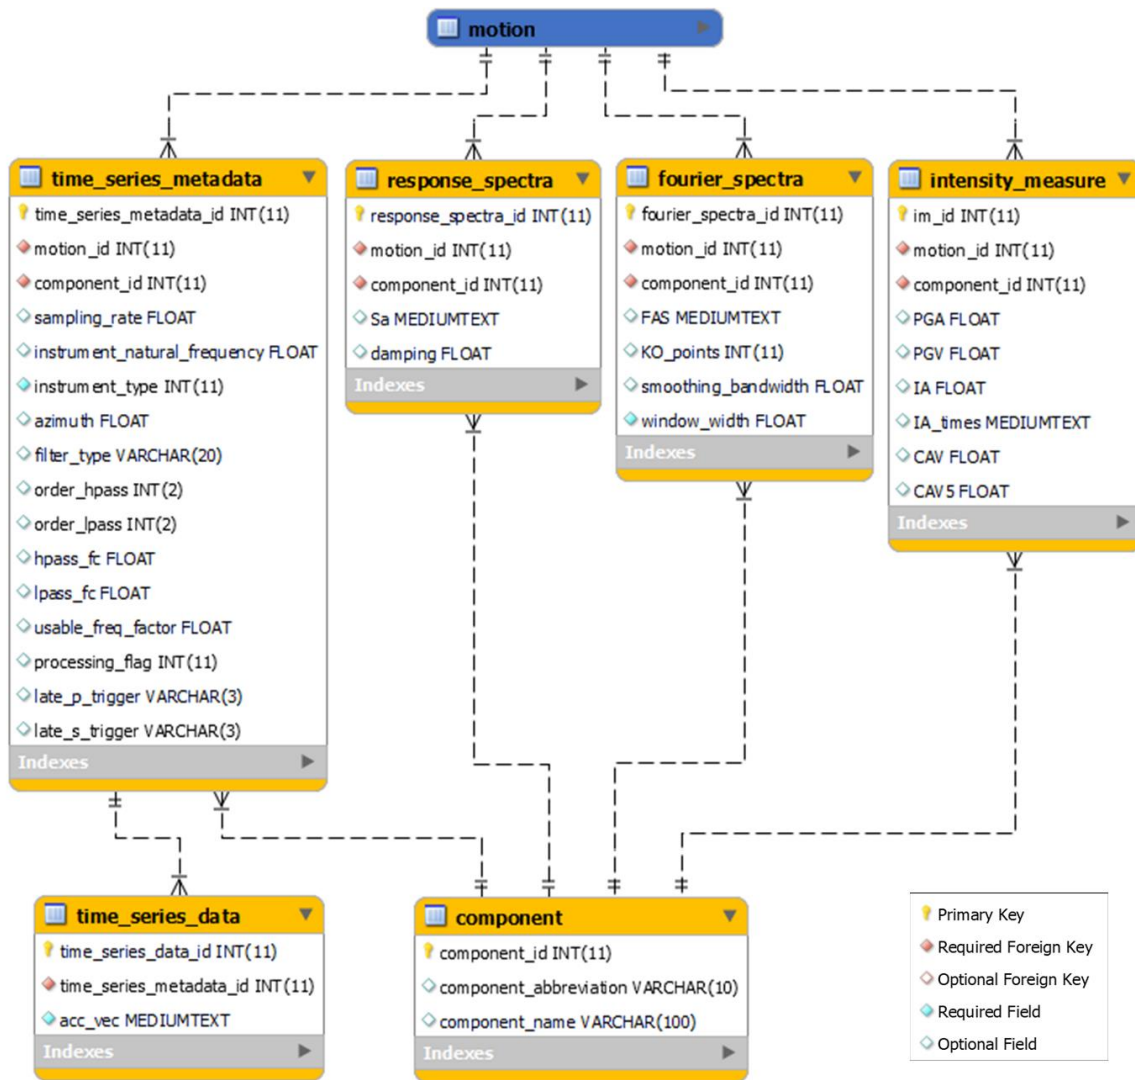 motion
time_series_metadata
time_series_metadata_id INT(11)
motion_id INT(11)
component_id INT(11)
sampling_rate FLOAT
instrument_natural_frequency FLOAT
instrument_type INT(11)
azimuth FLOAT
filter_type VARCHAR(20)
order_hpass INT(2)
order_lpass INT(2)
hpass_fc FLOAT
lpass_fc FLOAT
usable_freq_factor FLOAT
processing_flag INT(11)
late_p_trigger VARCHAR(3)
late_s_trigger VARCHAR(3)
Indexes
response_spectra
response_spectra_id INT(11)
motion_id INT(11)
component_id INT(11)
Sa MEDIUMTEXT
damping FLOAT
Indexes
fourier_spectra
fourier_spectra_id INT(11)
motion_id INT(11)
component_id INT(11)
FAS MEDIUMTEXT
KO_points INT(11)
smoothing_bandwidth FLOAT
window_width FLOAT
Indexes
intensity_measure
im_id INT(11)
motion_id INT(11)
component_id INT(11)
PGA FLOAT
PGV FLOAT
IA FLOAT
IA_times MEDIUMTEXT
CAV FLOAT
CAV5 FLOAT
Indexes
time_series_data
time_series_data_id INT(11)
time_series_metadata_id INT(11)
acc_vec MEDIUMTEXT
Indexes
component
component_id INT(11)
component_abbreviation VARCHAR(10)
component_name VARCHAR(100)
Indexes
Primary Key
Required Foreign Key
Optional Foreign Key
Required Field
Optional Field